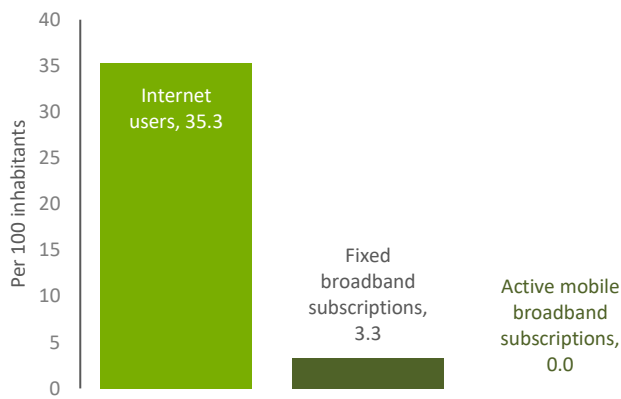 40
35
30
25
20
15
10
5
0
Per 100 inhabitants
Internet
users, 35.3
Fixed
broadband
subscriptions,
3.3
Active mobile
broadband
subscriptions,
0.0